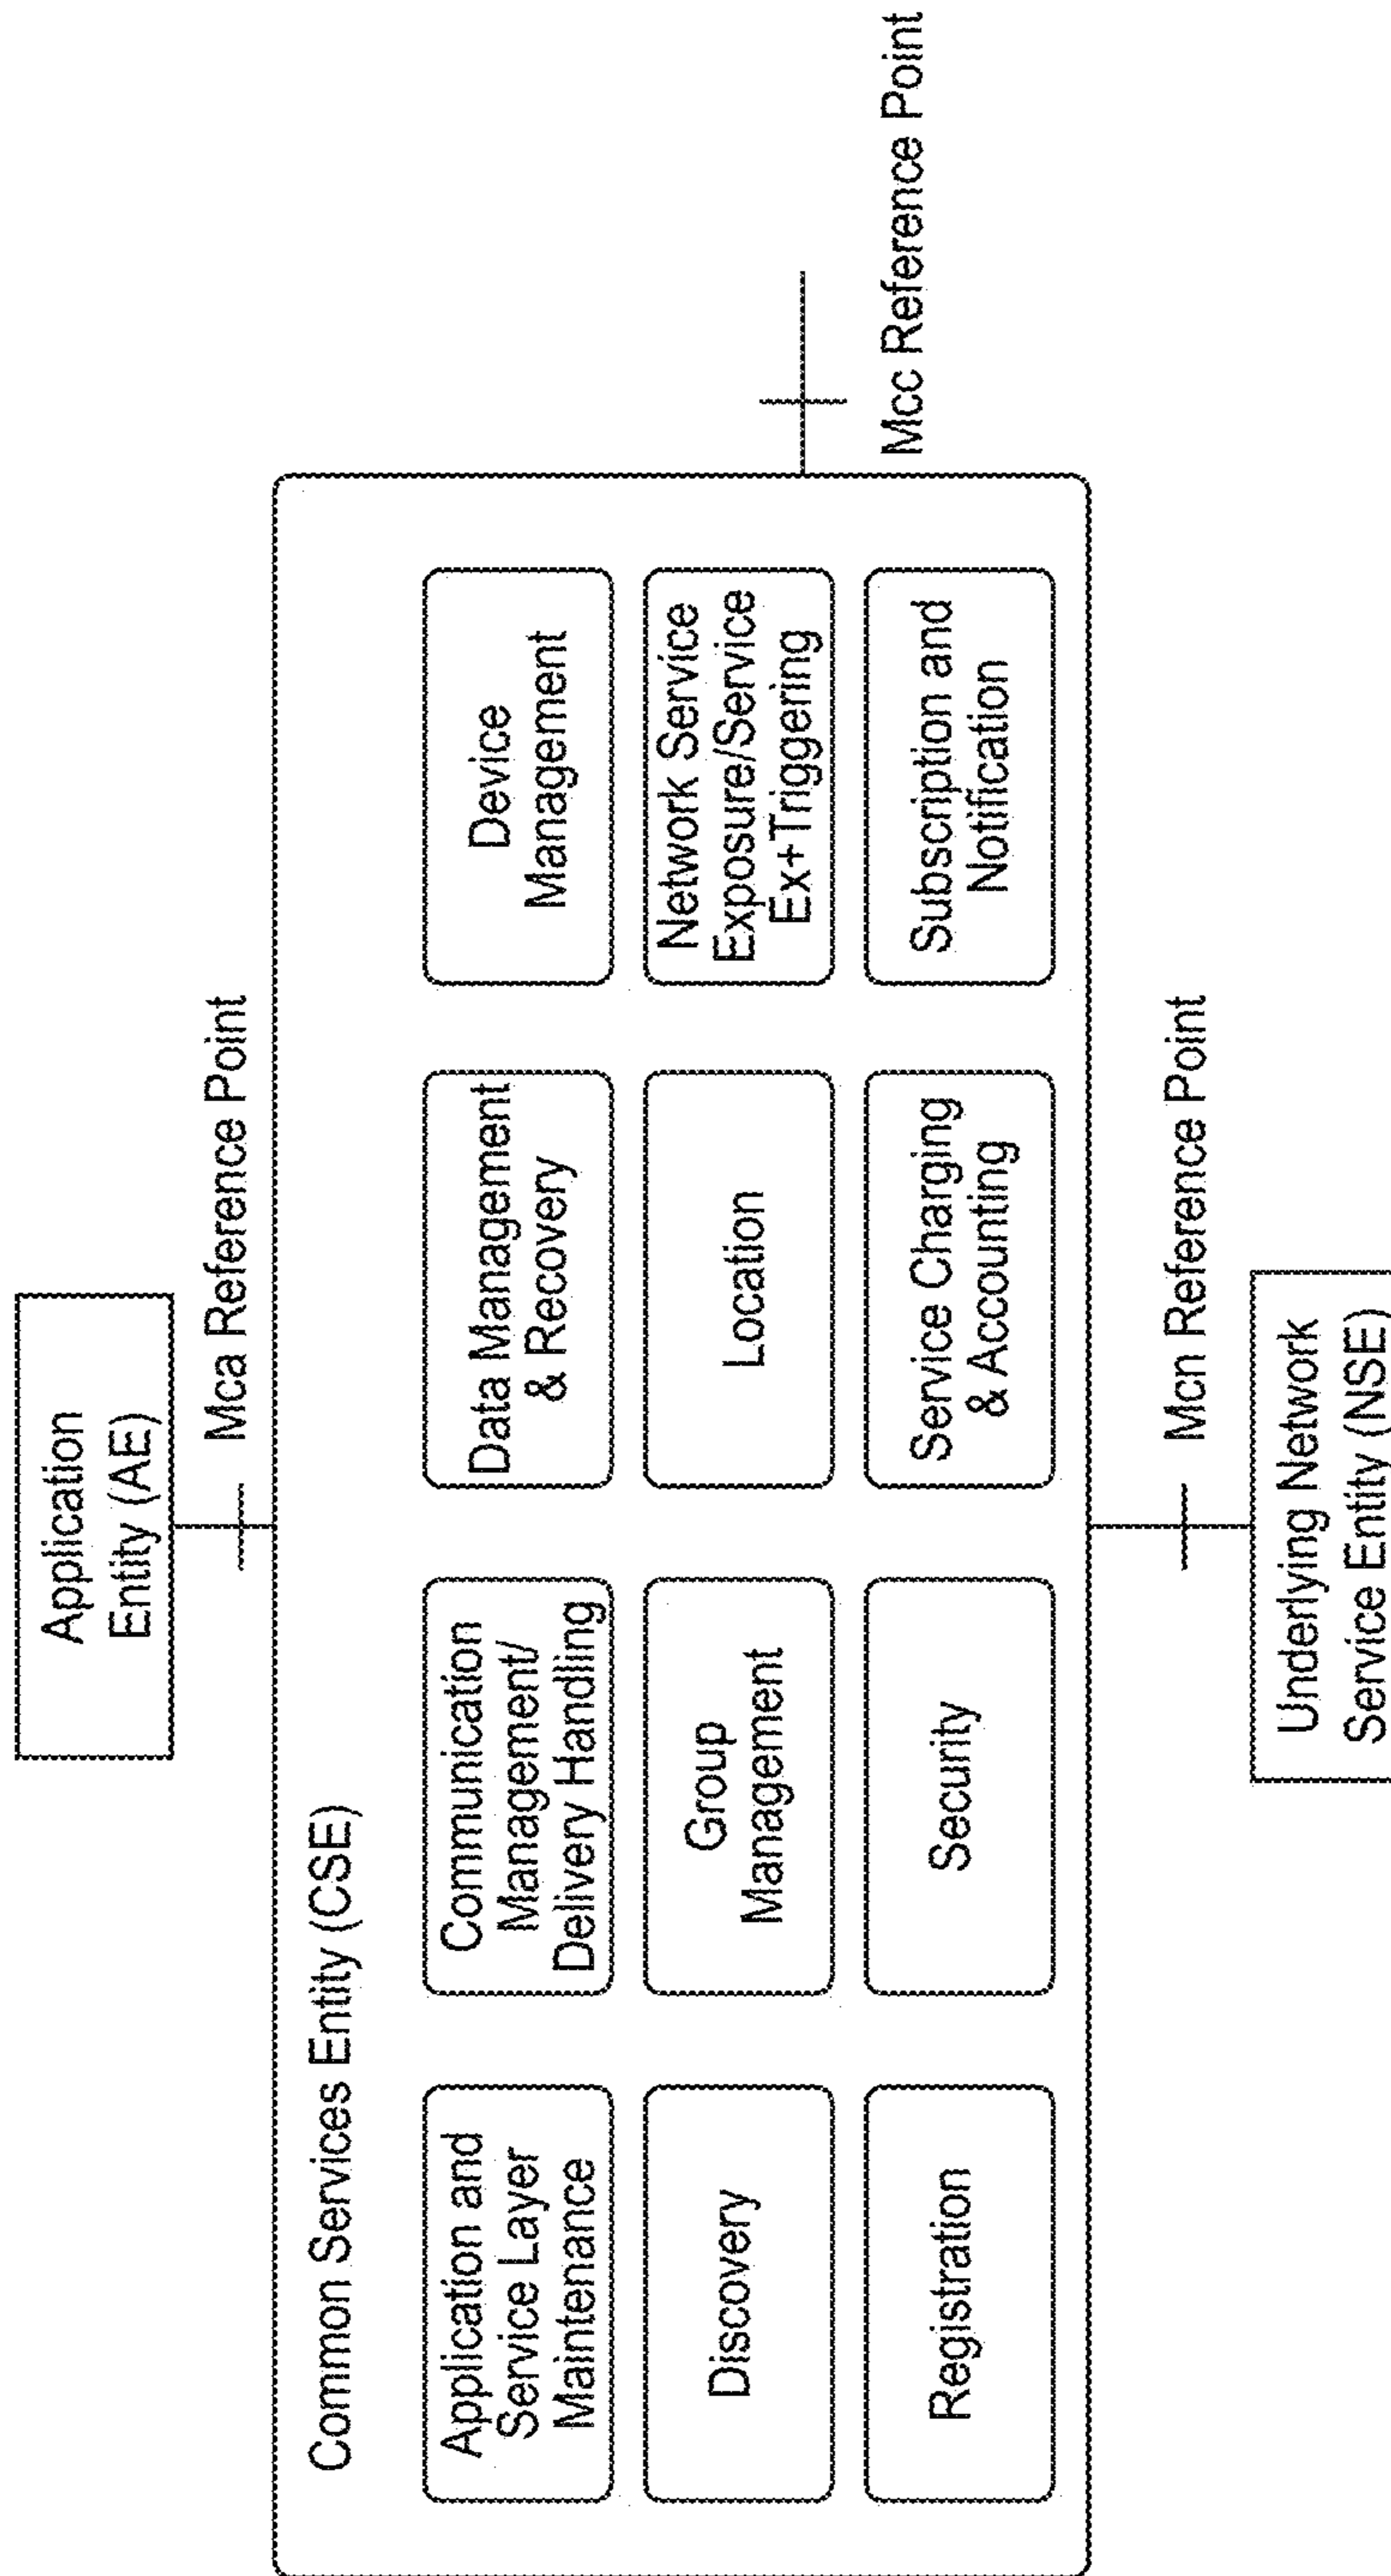 Application
Entity (AE)
Mca Reference Point
Common Services Entity (CSE)
Application and
Service Layer
Maintenance
Communication
Management/
Delivery Handling
Data Management
& Recovery
Device
Management
Discovery
Group
Management
Location
Network Service
Exposure/Service
Ex+Triggering
Registration
Security
Service Charging
& Accounting
Subscription and
Notification
Mcc Reference Point
Mcn Reference Point
Underlying Network
Service Entity (NSE)